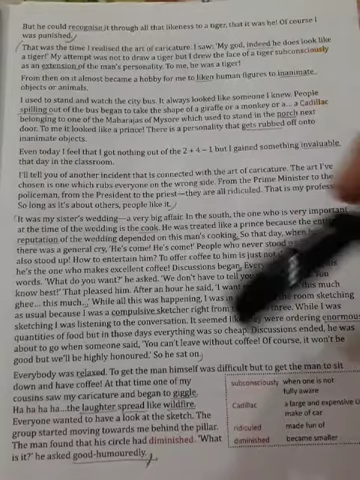 But he could recognise it through all that likeness to a tiger, that it was he! Of course I
was punished.
That was the time I realised the art of caricature. I saw: 'My god, indeed he does look like
a tiger!' My attempt was not to draw a tiger but I drew the face of a tiger subconsciously
as an extension of the man's personality. To me, he was a tiger!
From then on it almost became a hobby for me to liken human figures to inanimate
objects or animals.
I used to stand and watch the city bus. It always looked like someone I knew. People
spilling out of the bus began to take the shape of a giraffe or a monkey or a... a Cadillac
belonging to one of the Maharajas of Mysore which used to stand in the porch next
door. To me it looked like a prince! There is a personality that gets rubbed off onto
inanimate objects.
Even today I feel that I got nothing out of the 2 + 4 – 1 but I gained something invaluable
that day in the classroom.
I'll tell you of another incident that is connected with the art of caricature. The art I've
chosen is one which rubs everyone on the wrong side. From the Prime Minister to the
policeman, from the President to the priest—they are all ridiculed. That is my profess
So long as it's about others, people like it.
It was my sister's wedding—a very big affair. In the south, the one who is very important
at the time of the wedding is the cook. He was treated like a prince because the
reputation of the wedding depended on this man's cooking. So that day, when
there was a general cry, 'He's come! He's come!' People who never stood
also stood up! How to entertain him? To offer coffee to him is just not
he's the one who makes excellent coffee! Discussions began. Every
words. 'What do you want?' he asked. 'We don't have to tell you You
know best!' That pleased him. After an hour he said, 'I want this much
ghee... this much...' While all this was happening, I was in the room sketching
as usual because I was a compulsive sketcher right from three. While I was
sketching I was listening to the conversation. It seemed they were ordering enormous
quantities of food but in those days everything was so cheap. Discussions ended, he was
about to go when someone said, 'You can't leave without coffee! Of course, it won't be
good but we'll be highly honoured.' So he sat on.
Everybody was relaxed. To get the man himself was difficult but to get the man to sit
down and have coffee! At that time one of my
cousins saw my caricature and began to giggle.
Ha ha ha ha...the laughter spread like wildfire.
Everyone wanted to have a look at the sketch. The
group started moving towards me behind the pillar.
The man found that his circle had diminished. 'What
is it?' he asked good-humouredly.
subconsciously when one is not
fully aware
Cadillac a large and expensive U
make of car
ridiculed made fun of
diminished became smaller